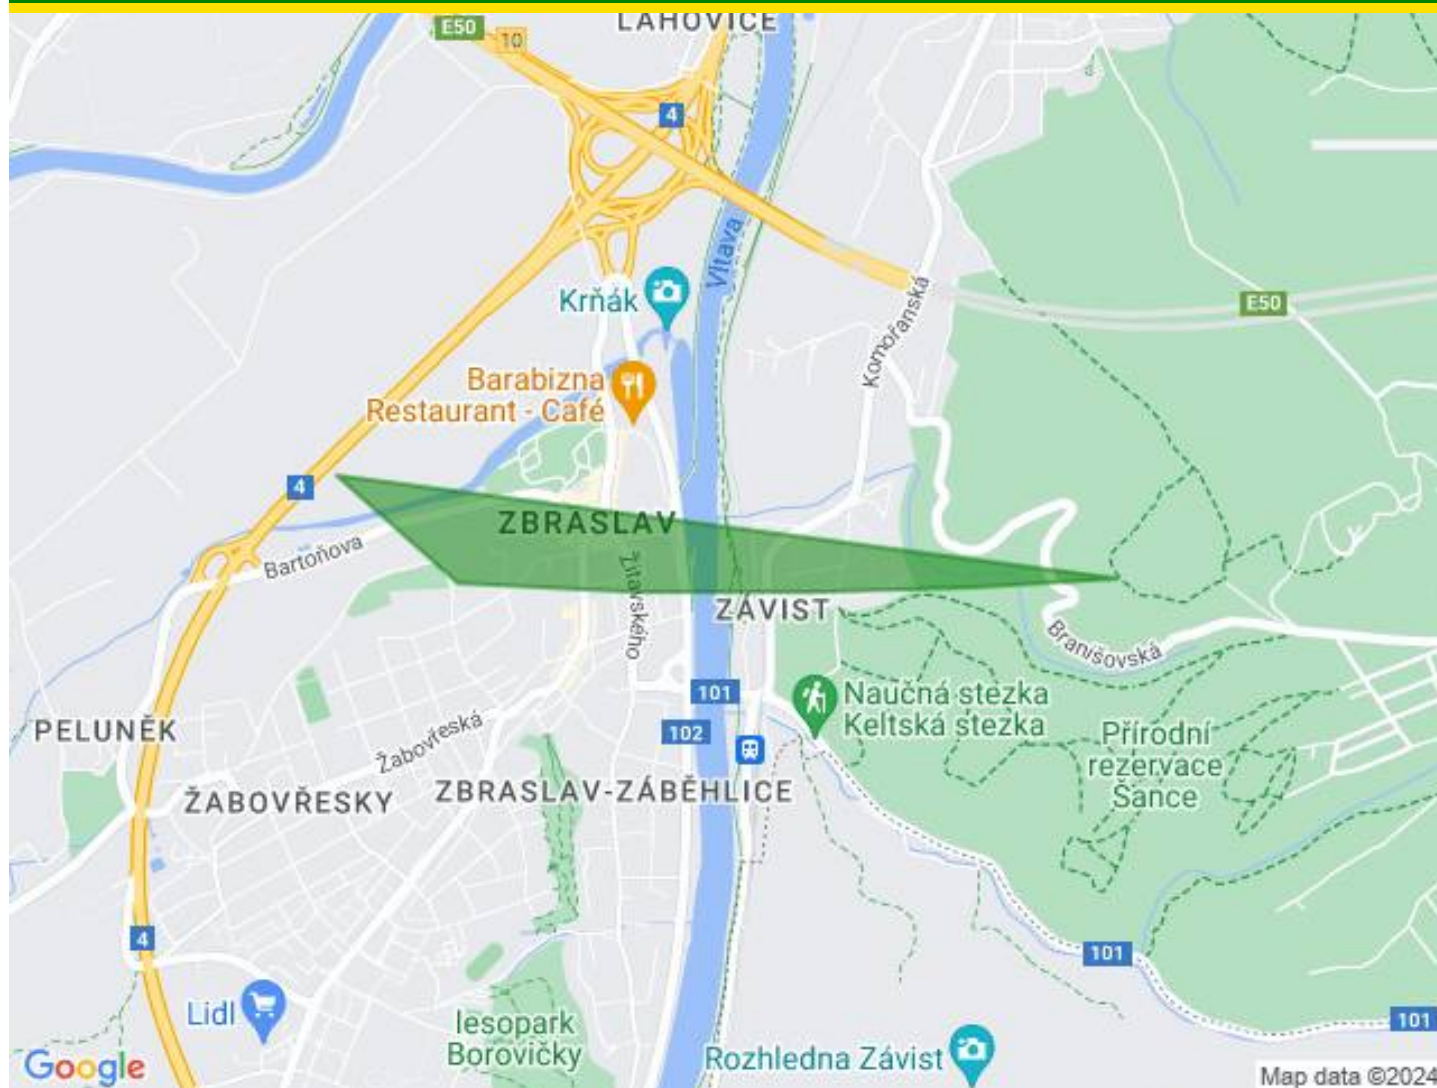 LAHOVICE
E50
10
4
Vltava
Krňák
E50
Komořanská
Barabizna
Restaurant - Café
4
ZBRASLAV
Bartoňova
Žitavského
ZÁVIST
Branišovská
101
Naučná stezka
Keltská stezka
102
PELUNĚK
Žabovřeská
Přírodní
rezervace
Šance
ZBRASLAV-ZÁBĚHLICE
ŽABOVŘESKY
4
101
Lidl
lesopark
Borovičky
101
Rozhledna Závist
Google
Map data ©2024